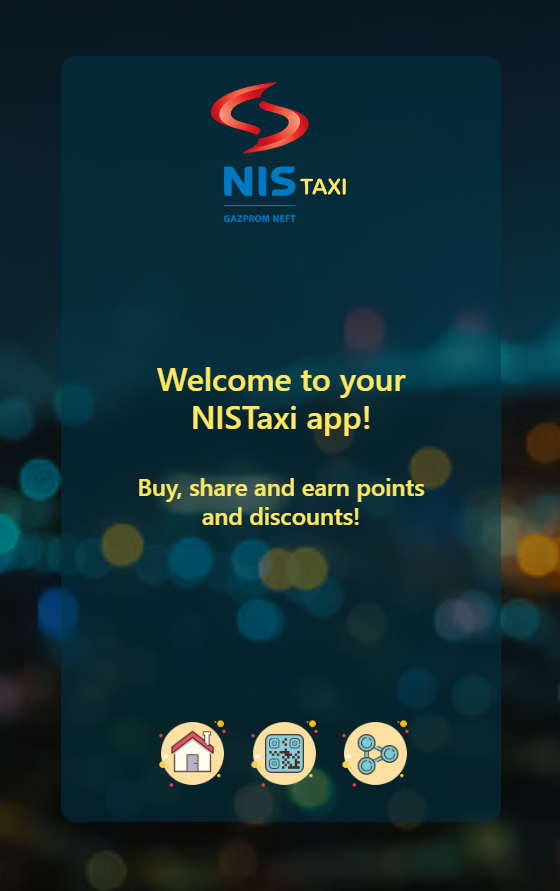 NIS TAXI
GAZPROM NEFT
Welcome to your
NISTaxi app!
Buy, share and earn points
and discounts!